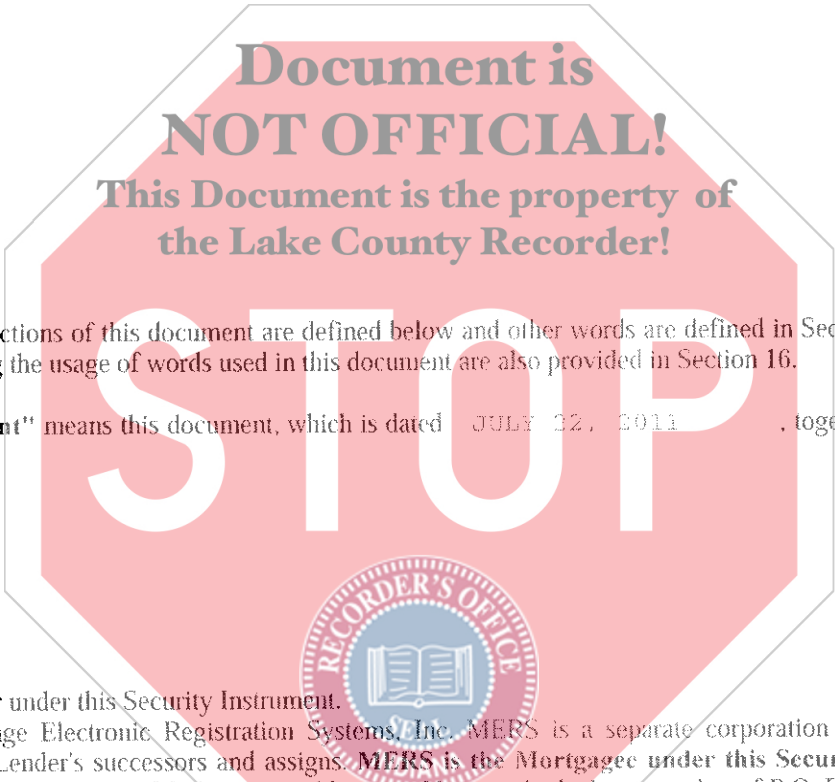 Document is
NOT OFFICIAL!
This Document is the property of
the Lake County Recorder!
STOP
ctions of this document are defined below and other words are defined in Sec
the usage of words used in this document are also provided in Section 16.
nt" means this document, which is dated JULY 22, 2011 , toge
RECORDER'S OFFICE
SEAL
under this Security Instrument.
ge Electronic Registration Systems, Inc. MERS is a separate corporation
Lender's successors and assigns. MERS is the Mortgagee under this Secur